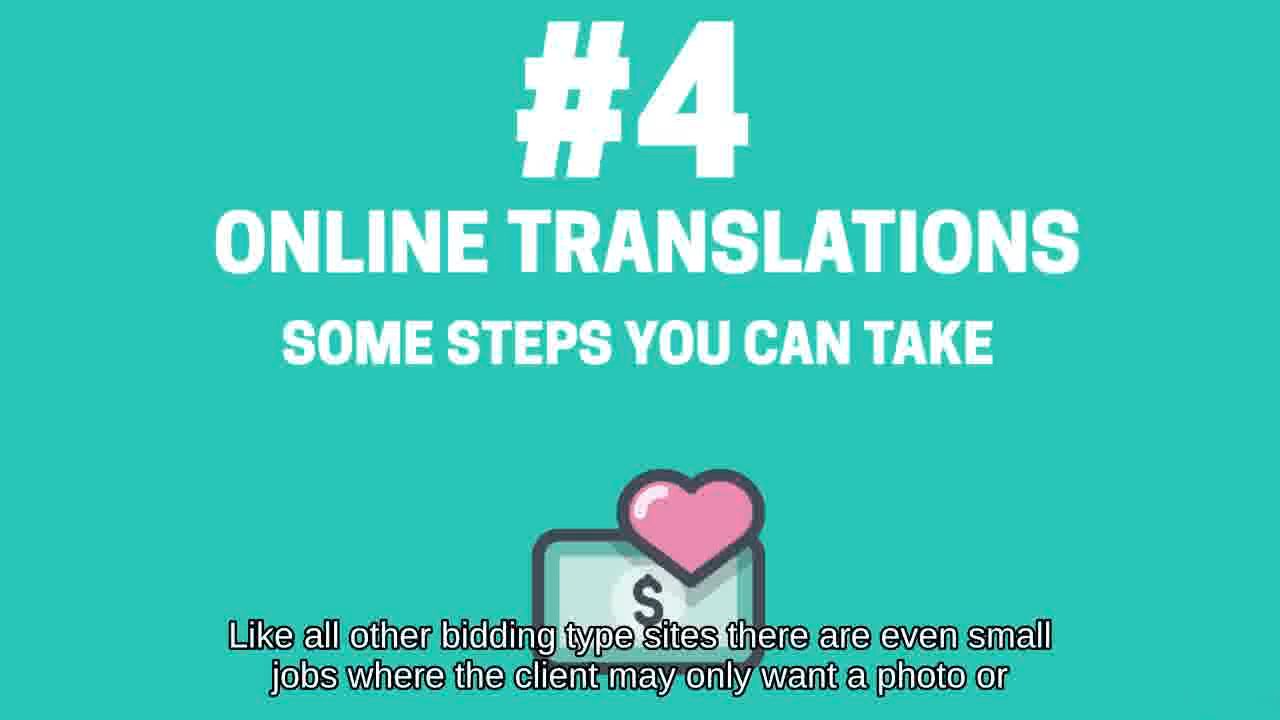 #4
ONLINE TRANSLATIONS
SOME STEPS YOU CAN TAKE
$
Like all other bidding type sites there are even small
jobs where the client may only want a photo or